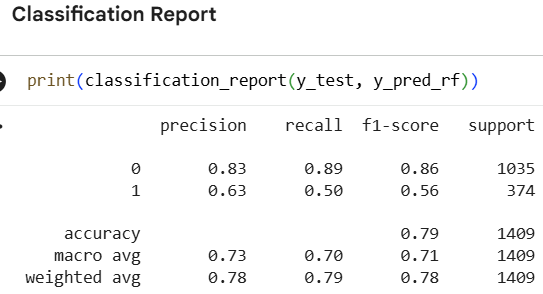 Classification Report
print(classification_report(y_test, y_pred_rf))
precision recall f1-score support
0 0.83 0.89 0.86 1035
1 0.63 0.50 0.56 374
accuracy 0.79 1409
macro avg 0.73 0.70 0.71 1409
weighted avg 0.78 0.79 0.78 1409